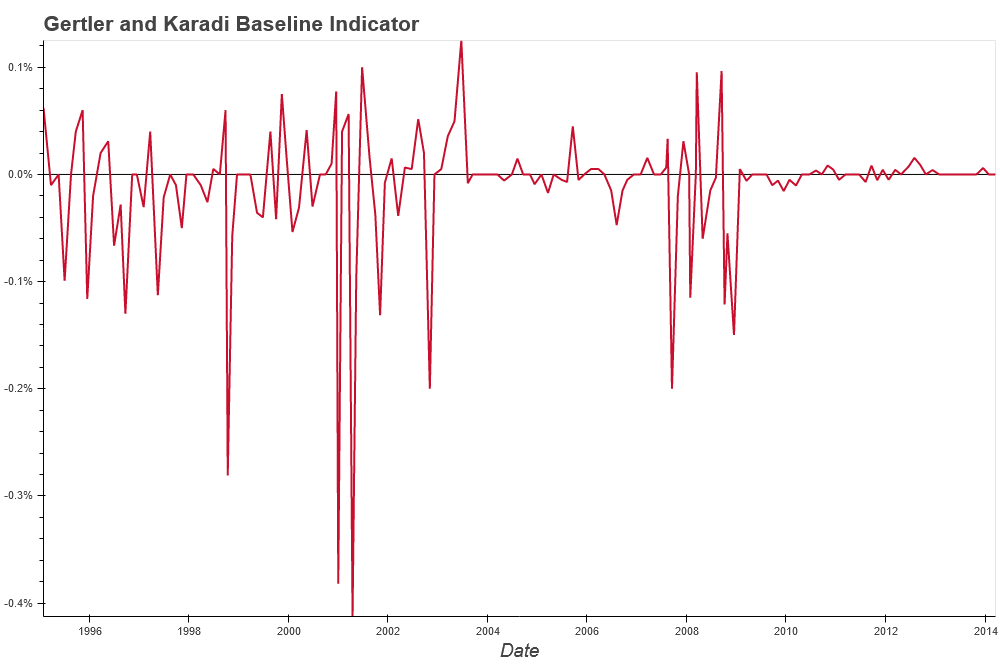 Gertler and Karadi Baseline Indicator
0.1%
0.0%
-0.1%
-0.2%
-0.3%
-0.4%
1996 1998 2000 2002 2004 2006 2008 2010 2012 2014
Date